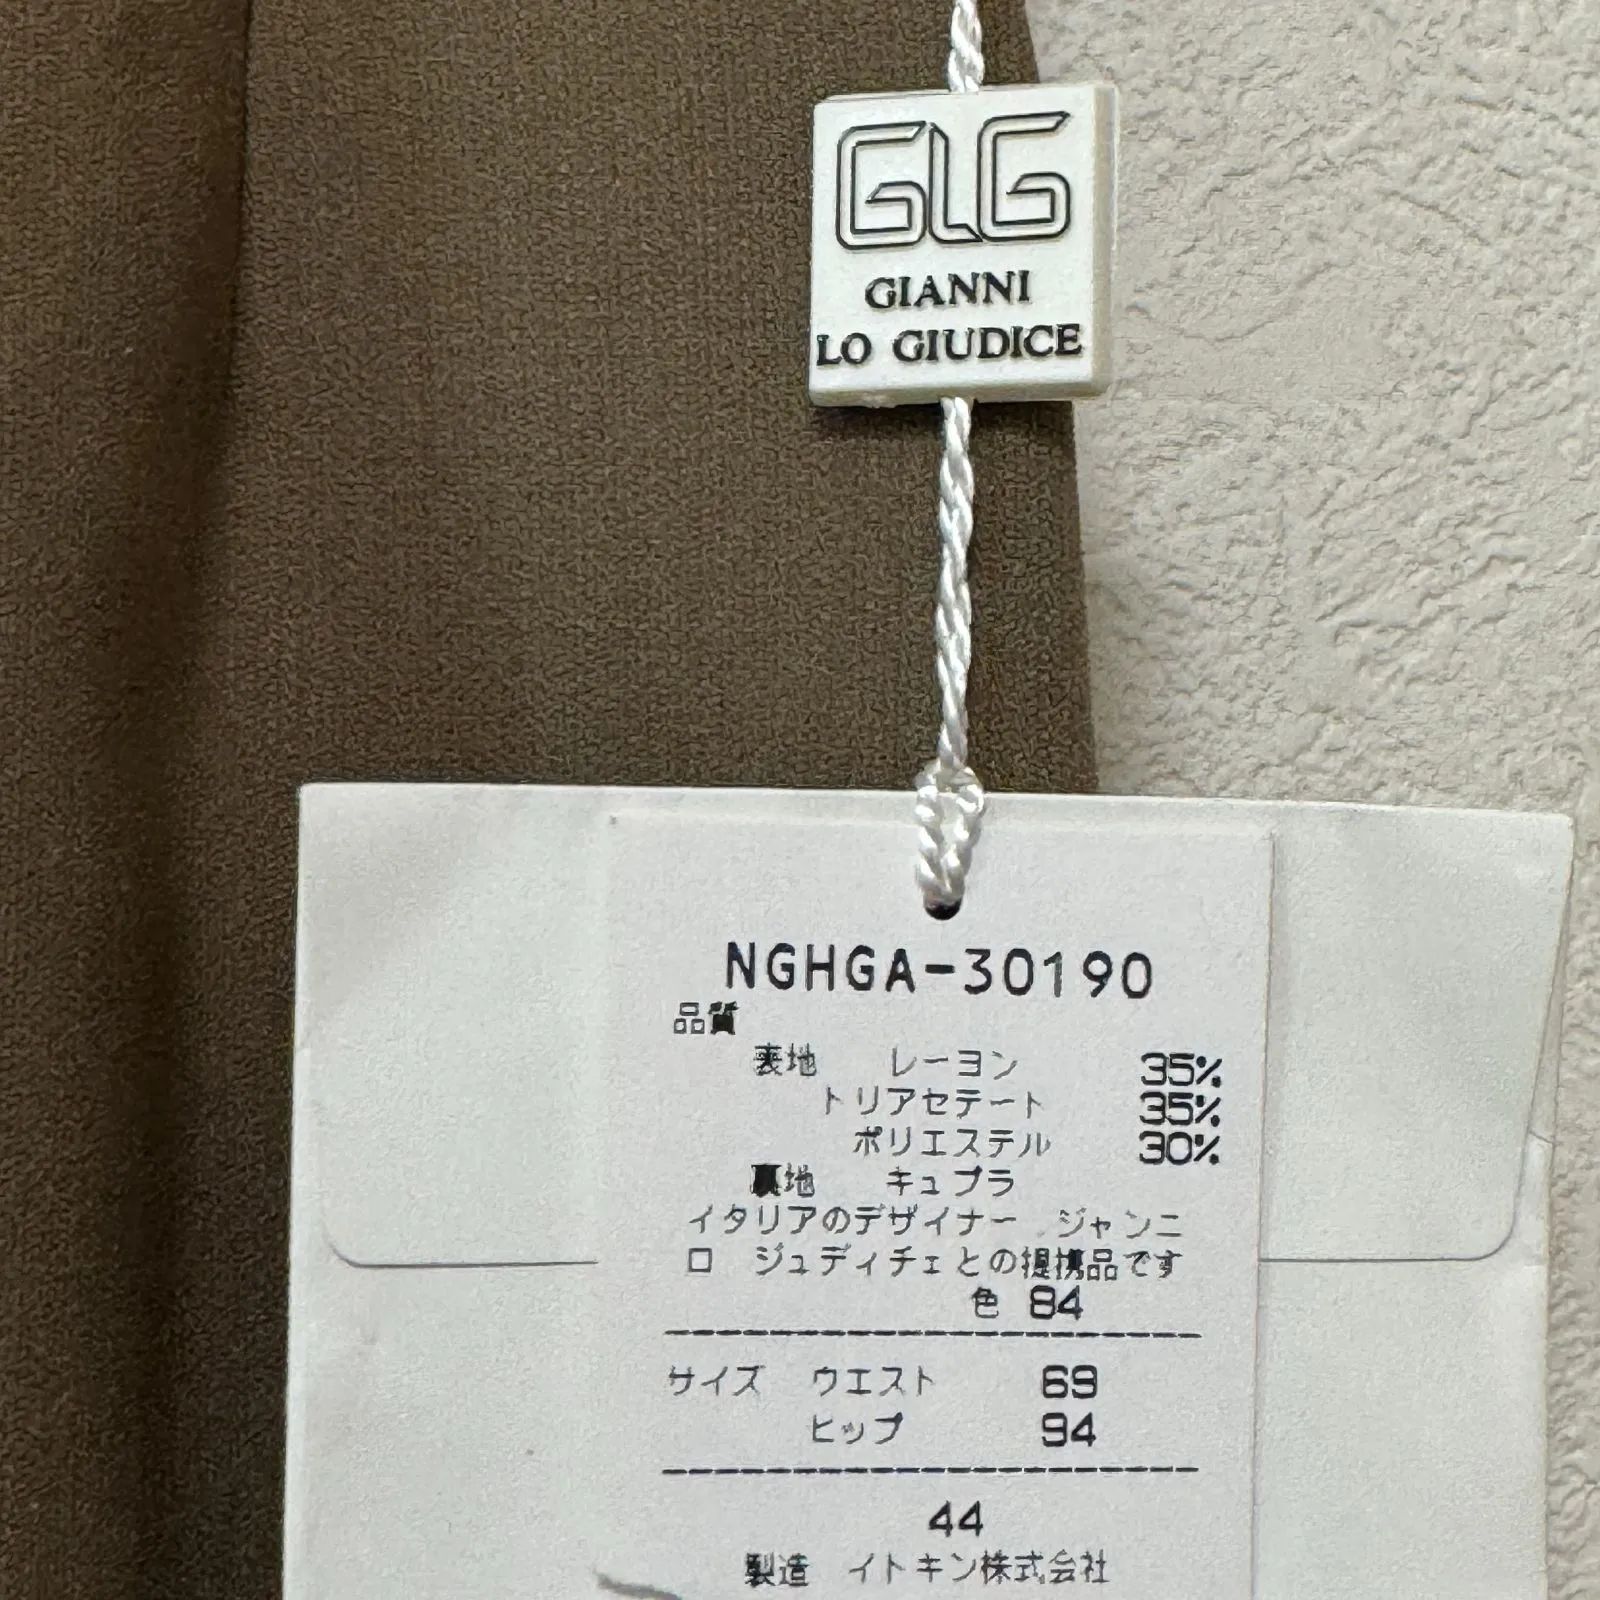 GLG
GIANNI
LO GIUDICE
NGHGA-30190
品質
表地 レーヨン 35%
トリアセテート 35%
ポリエステル 30%
裏地 キュプラ
イタリアのデザイナー ジャンニ
ロ ジュディチェとの提携品です
色 84
サイズ ウエスト 69
ヒップ 94
44
製造 イトキン株式会社